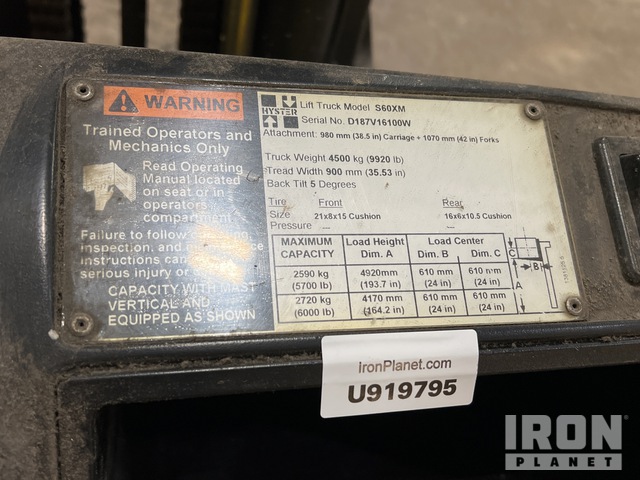 WARNING
Trained Operators and
Mechanics Only
Read Operating
Manual located
on seat or in
operators
compartment.
Failure to follow operating,
inspection, and maintenance
instructions can cause
serious injury or
CAPACITY WITH MAST
VERTICAL AND
EQUIPPED AS SHOWN
HYSTER
Lift Truck Model S60XM
Serial No. D187V16100W
Attachment: 980 mm (38.5 in) Carriage + 1070 mm (42 in) Forks
Truck Weight 4500 kg (9920 lb)
Tread Width 900 mm (35.53 in)
Back Tilt 5 Degrees
Tire Front Rear
Size 21x8x15 Cushion 16x6x10.5 Cushion
Pressure
MAXIMUM CAPACITY Load Height Dim. A Load Center Dim. B Dim. C
2590 kg (5700 lb) 4920mm (193.7 in) 610 mm (24 in) 610 mm (24 in)
2720 kg (6000 lb) 4170 mm (164.2 in) 610 mm (24 in) 610 mm (24 in)
C
B
A
ironPlanet.com
U919795
IRON
PLANET